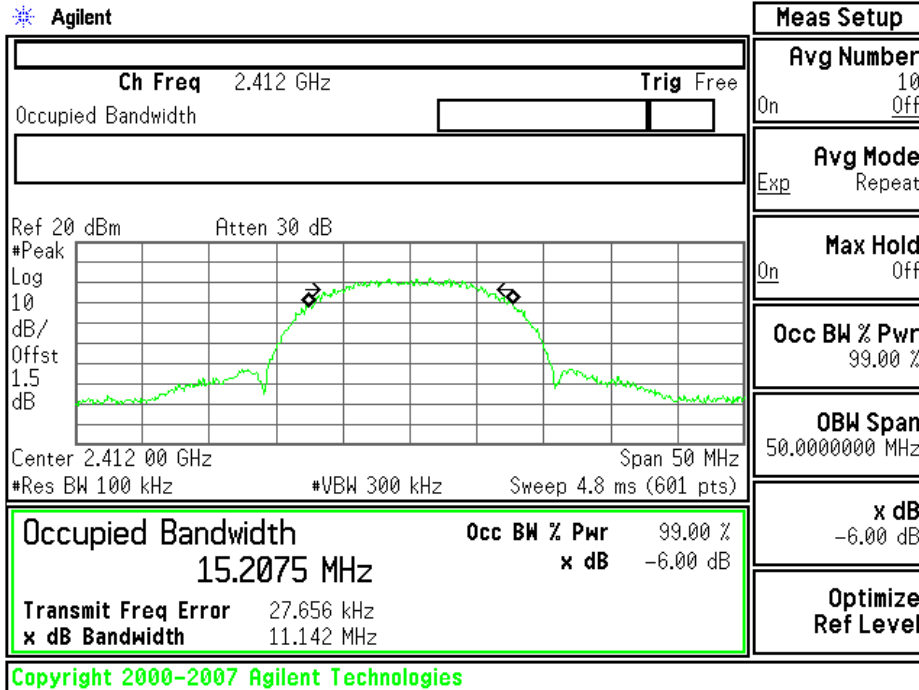 Agilent
Ch Freq 2.412 GHz Trig Free
Occupied Bandwidth
Ref 20 dBm Atten 30 dB
#Peak
Log
10
dB/
Offst
1.5
dB
Center 2.412 00 GHz Span 50 MHz
#Res BW 100 kHz #VBW 300 kHz Sweep 4.8 ms (601 pts)
Occupied Bandwidth Occ BW % Pwr 99.00 %
15.2075 MHz x dB -6.00 dB
Transmit Freq Error 27.656 kHz
x dB Bandwidth 11.142 MHz
Copyright 2000-2007 Agilent Technologies
Meas Setup
Avg Number
10
On Off
Avg Mode
Exp Repeat
Max Hold
On Off
Occ BW % Pwr
99.00 %
OBW Span
50.0000000 MHz
x dB
-6.00 dB
Optimize
Ref Level